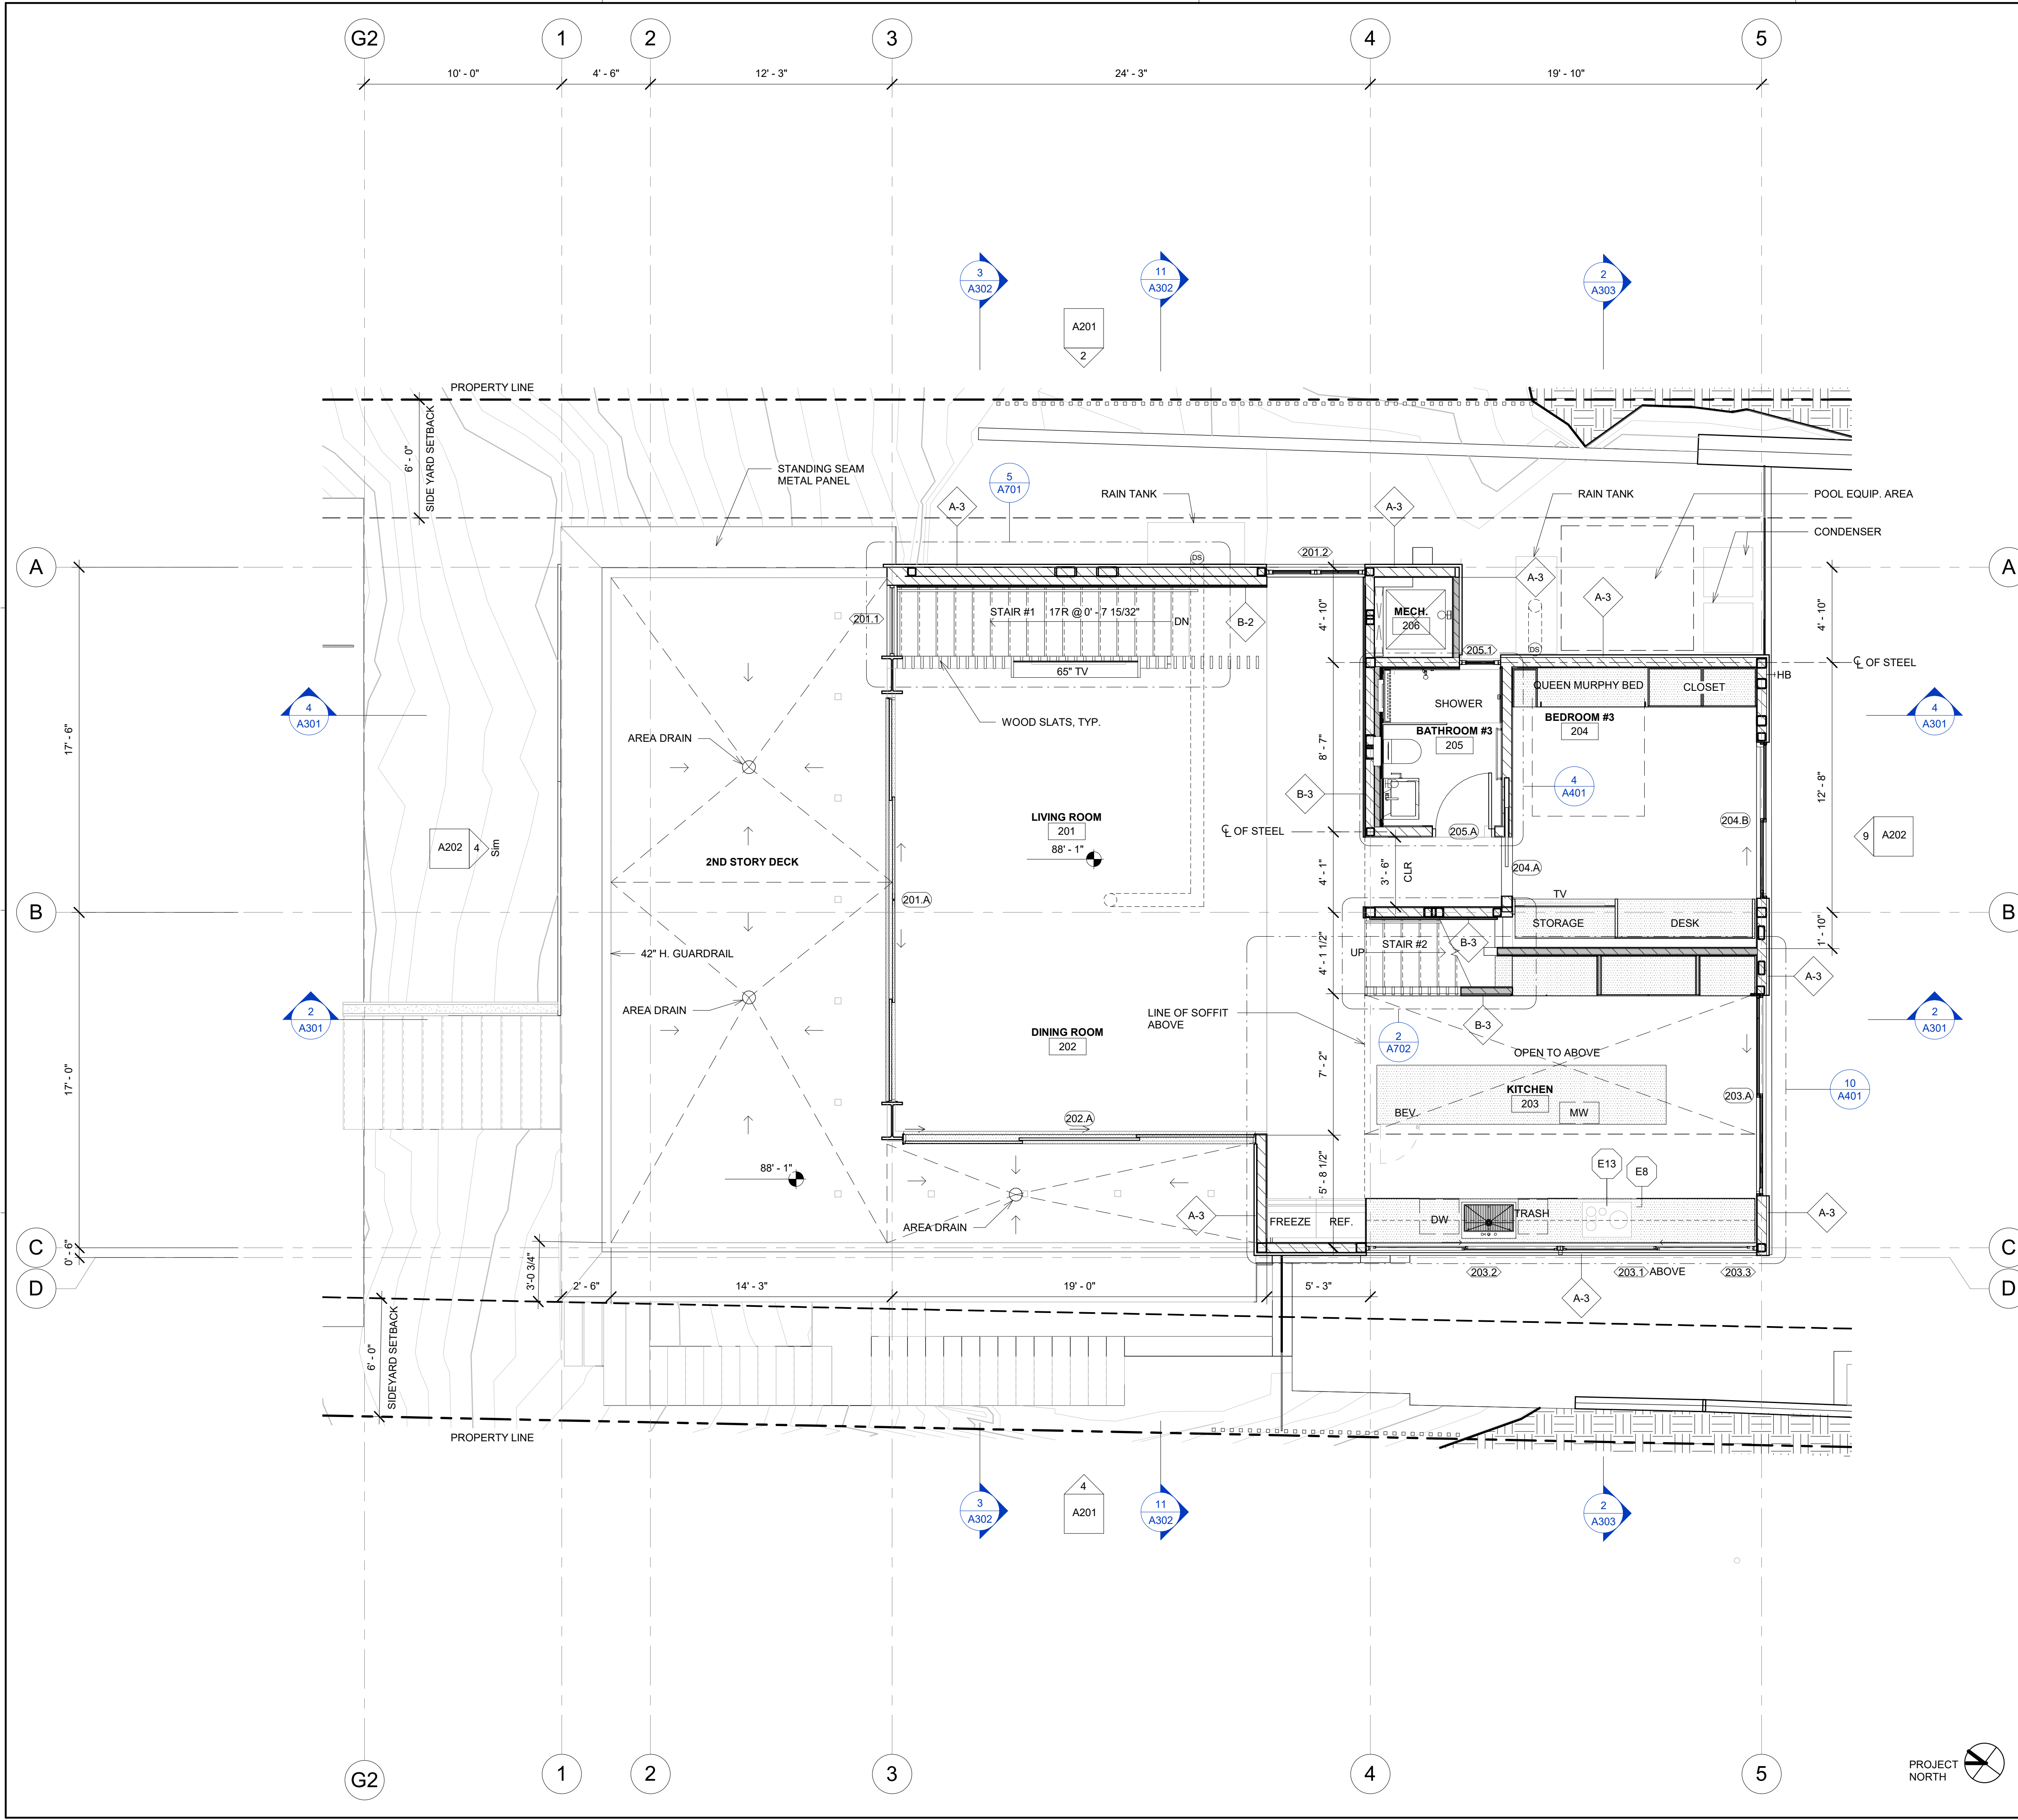 G2
1
2
3
4
5
10' - 0"
4' - 6"
12' - 3"
24' - 3"
19' - 10"
3
A302
11
A302
2
A303
A201
2
PROPERTY LINE
6' - 0"
SIDE YARD SETBACK
STANDING SEAM
METAL PANEL
5
A701
A-3
RAIN TANK
A-3
RAIN TANK
POOL EQUIP. AREA
CONDENSER
A
A
201.2
DS
A-3
A-3
201.1
STAIR #1
17R @ 0' - 7 15/32"
DN
B-2
4' - 10"
MECH.
206
4' - 10"
205.1
DS
℄ OF STEEL
HB
65" TV
WOOD SLATS, TYP.
SHOWER
QUEEN MURPHY BED
CLOSET
4
A301
4
A301
BATHROOM #3
205
BEDROOM #3
204
17' - 6"
AREA DRAIN
8' - 7"
B-3
4
A401
12' - 8"
LIVING ROOM
201
88' - 1"
℄ OF STEEL
205.A
204.B
A202
4
Sim
9
A202
2ND STORY DECK
4' - 1"
3' - 6"
CLR
204.A
TV
201.A
B
B
STORAGE
DESK
1' - 10"
42" H. GUARDRAIL
4' - 1 1/2"
STAIR #2
UP
B-3
A-3
AREA DRAIN
2
A301
2
A301
LINE OF SOFFIT
ABOVE
B-3
DINING ROOM
202
2
A702
OPEN TO ABOVE
17' - 0"
7' - 2"
KITCHEN
203
BEV.
MW
203.A
10
A401
202.A
88' - 1"
5' - 8 1/2"
E13
E8
AREA DRAIN
A-3
FREEZE
REF.
DW
TRASH
A-3
C
C
0' - 6"
D
D
3'-0 3/4"
2' - 6"
14' - 3"
19' - 0"
5' - 3"
203.2
203.1
ABOVE
203.3
A-3
6' - 0"
SIDEYARD SETBACK
PROPERTY LINE
3
A302
4
A201
11
A302
2
A303
G2
1
2
3
4
5
PROJECT
NORTH